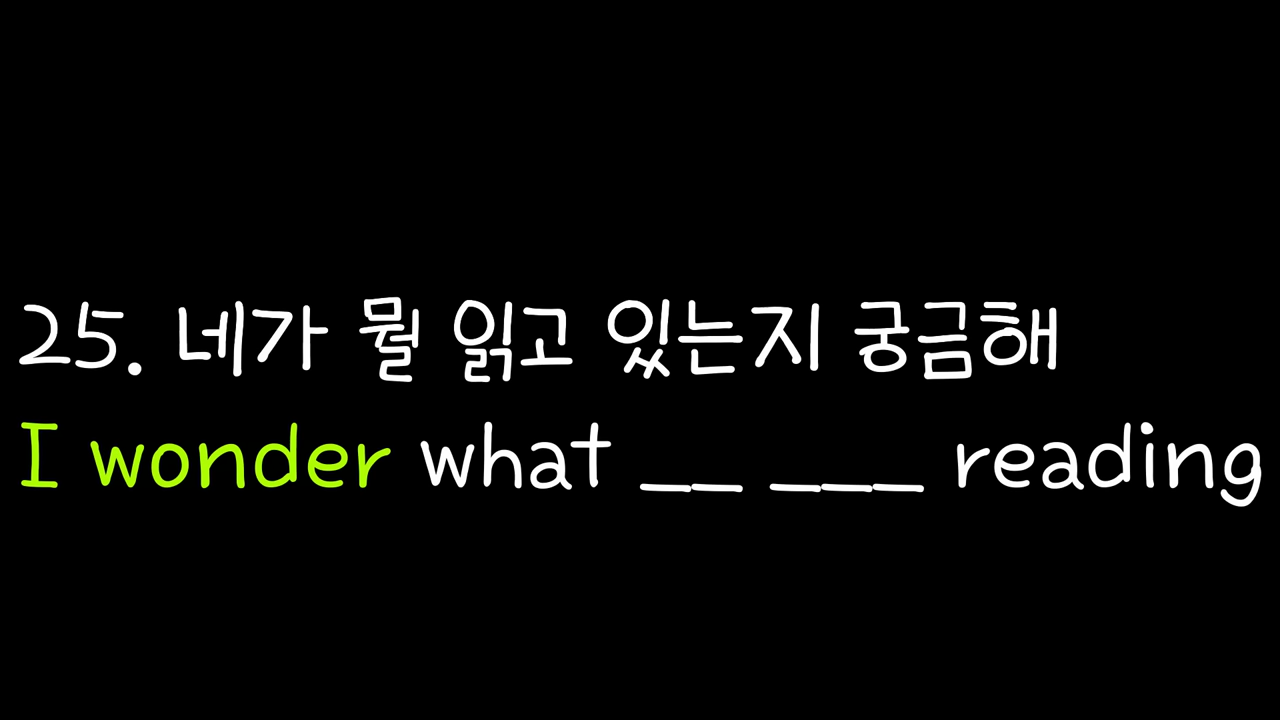 25. 네가 뭘 읽고 있는지 궁금해
I wonder what __ ___ reading